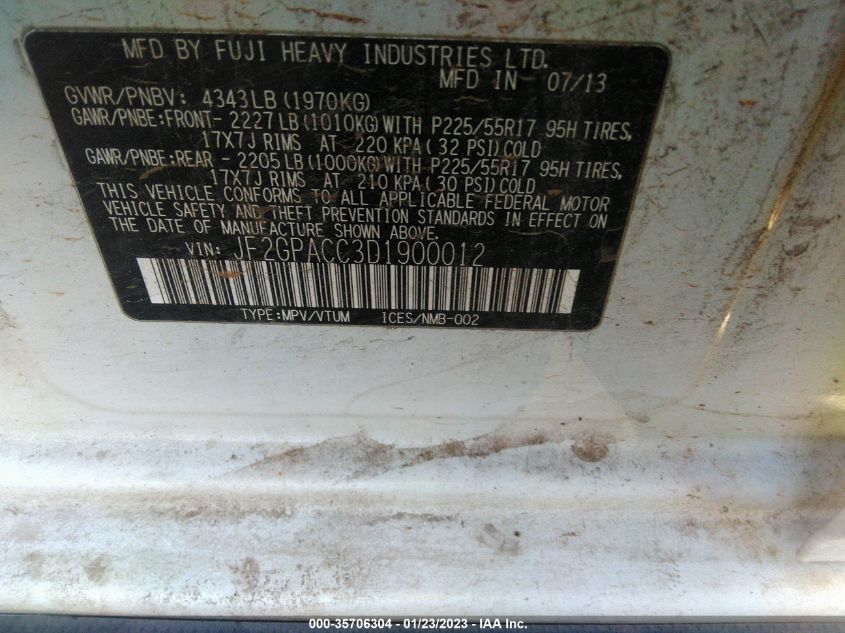 MFD BY FUJI HEAVY INDUSTRIES LTD.
MFD IN 07/13
GVWR/PNBV: 4343LB(1970KG)
GAWR/PNBE:FRONT- 2227LB(1010KG)WITH P225/55R17 95H TIRES,
17X7J RIMS AT 220 KPA(32 PSI)COLD
GAWR/PNBE:REAR - 2205LB(1000KG)WITH P225/55R17 95H TIRES,
17X7J RIMS AT 210 KPA(30 PSI)COLD
THIS VEHICLE CONFORMS TO ALL APPLICABLE FEDERAL MOTOR
VEHICLE SAFETY AND THEFT PREVENTION STANDARDS IN EFFECT ON
THE DATE OF MANUFACTURE SHOWN ABOVE.
VIN: JF2GPACC3D1900012
TYPE:MPV/VTUM ICES/NMB-002
000-35706304 - 01/23/2023 - IAA Inc.